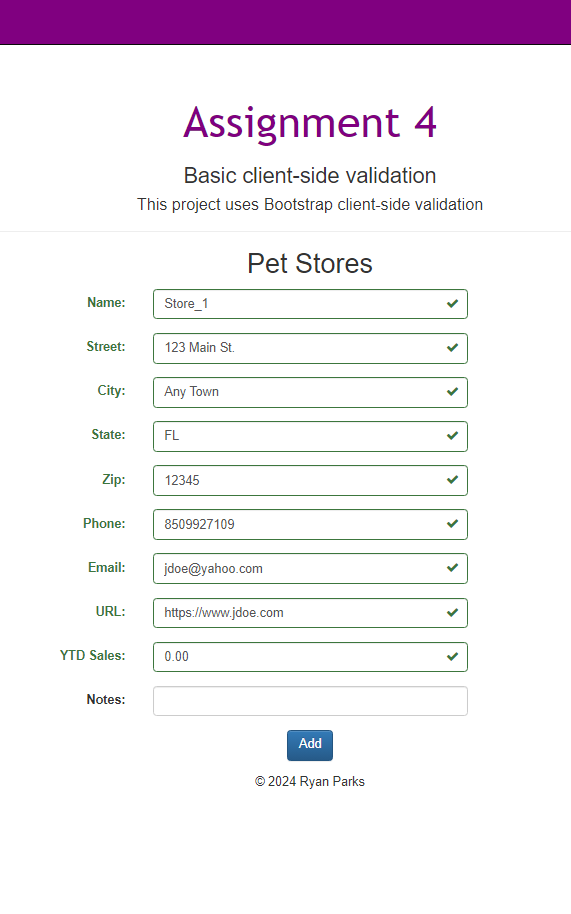 Assignment 4
Basic client-side validation
This project uses Bootstrap client-side validation
Pet Stores
Name: Store_1
Street: 123 Main St.
City: Any Town
State: FL
Zip: 12345
Phone: 8509927109
Email: jdoe@yahoo.com
URL: https://www.jdoe.com
YTD Sales: 0.00
Notes:
Add
© 2024 Ryan Parks